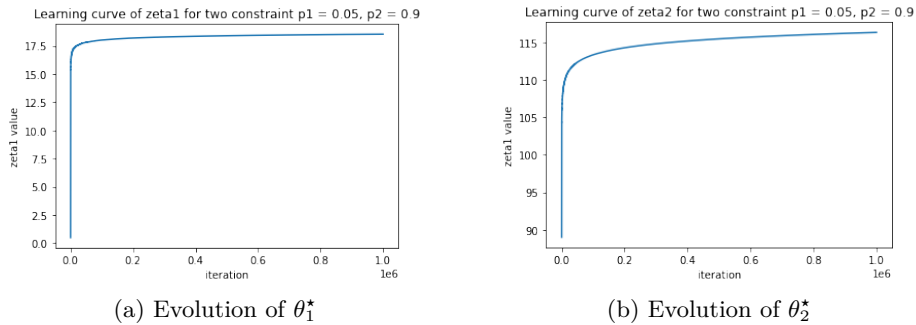 Learning curve of zeta1 for two constraint p1 = 0.05, p2 = 0.9
zeta1 value
17.5
15.0
12.5
10.0
7.5
5.0
2.5
0.0
0.0 0.2 0.4 0.6 0.8 1.0
1e6
iteration
(a) Evolution of θ₁*
Learning curve of zeta2 for two constraint p1 = 0.05, p2 = 0.9
zeta1 value
115
110
105
100
95
90
0.0 0.2 0.4 0.6 0.8 1.0
1e6
iteration
(b) Evolution of θ₂*